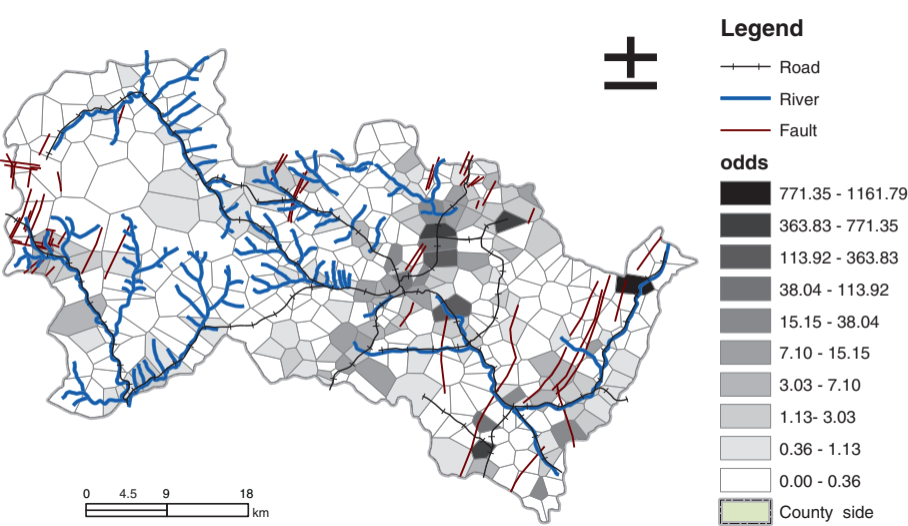 Legend
Road
River
Fault
odds
771.35 - 1161.79
363.83 - 771.35
113.92 - 363.83
38.04 - 113.92
15.15 - 38.04
7.10 - 15.15
3.03 - 7.10
1.13- 3.03
0.36 - 1.13
0.00 - 0.36
County side
0 4.5 9 18
km